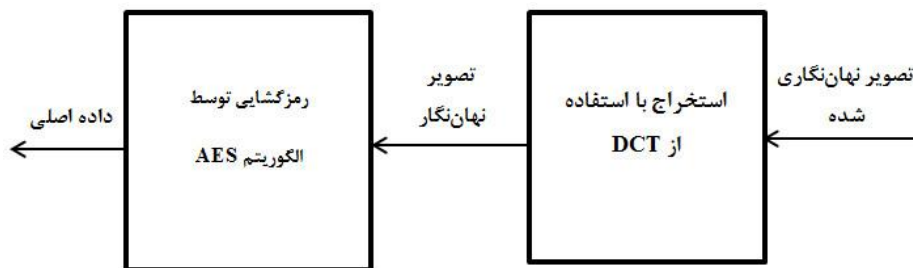 تصویر نهان‌نگاری
شده
استخراج با استفاده
از DCT
تصویر
نهان‌نگار
رمزگشایی توسط
الگوریتم AES
داده اصلی